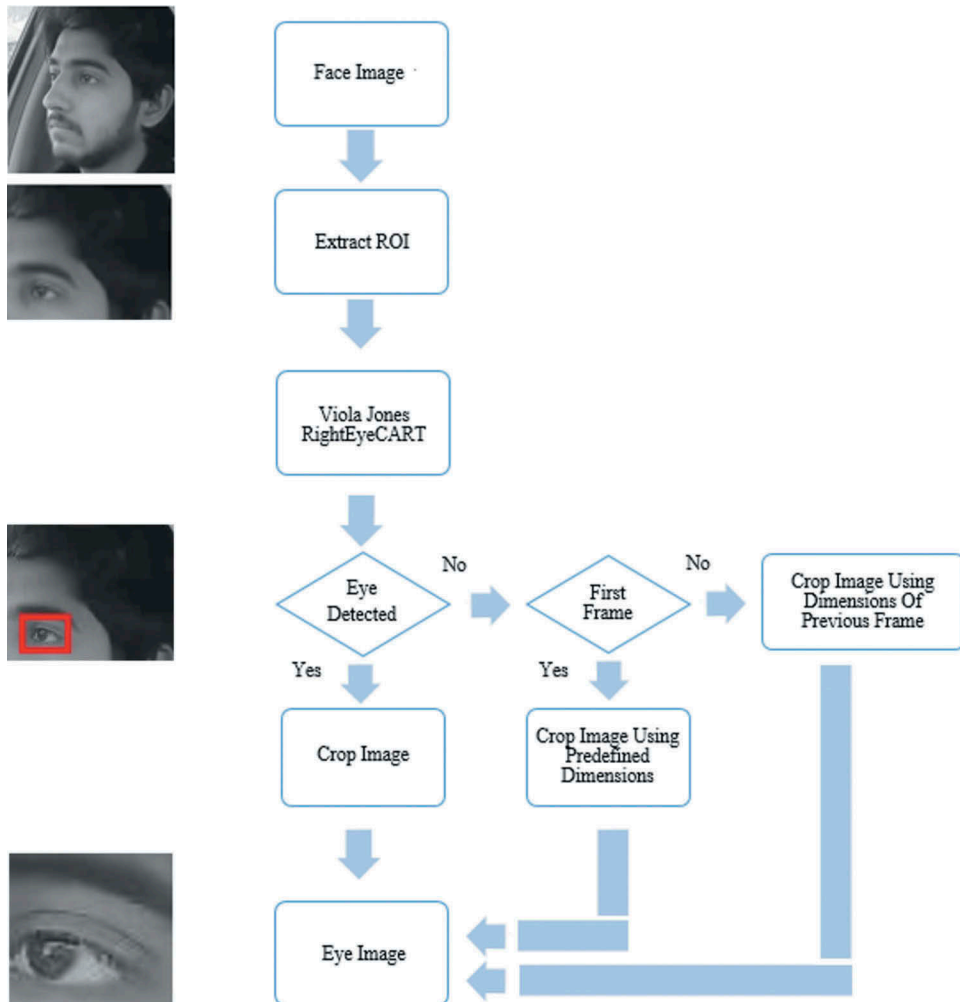 Face Image
Extract ROI
Viola Jones
RightEyeCART
Eye
Detected
No
First
Frame
No
Crop Image Using
Dimensions Of
Previous Frame
Yes
Yes
Crop Image
Crop Image Using
Predefined
Dimensions
Eye Image